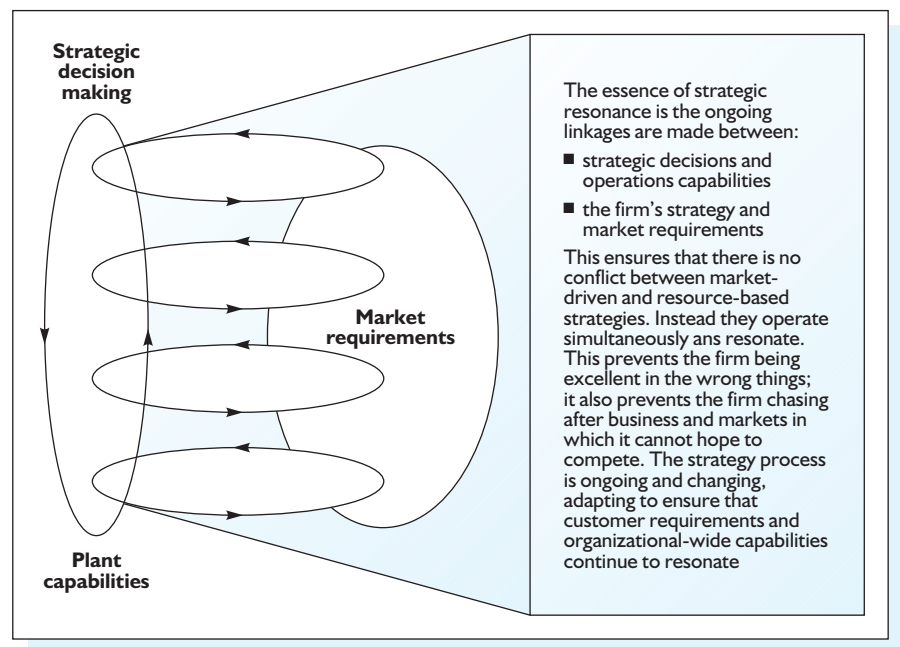 Strategic
decision
making
Market
requirements
Plant
capabilities
The essence of strategic
resonance is the ongoing
linkages are made between:
■ strategic decisions and
operations capabilities
■ the firm's strategy and
market requirements
This ensures that there is no
conflict between market-
driven and resource-based
strategies. Instead they operate
simultaneously ans resonate.
This prevents the firm being
excellent in the wrong things;
it also prevents the firm chasing
after business and markets in
which it cannot hope to
compete. The strategy process
is ongoing and changing,
adapting to ensure that
customer requirements and
organizational-wide capabilities
continue to resonate